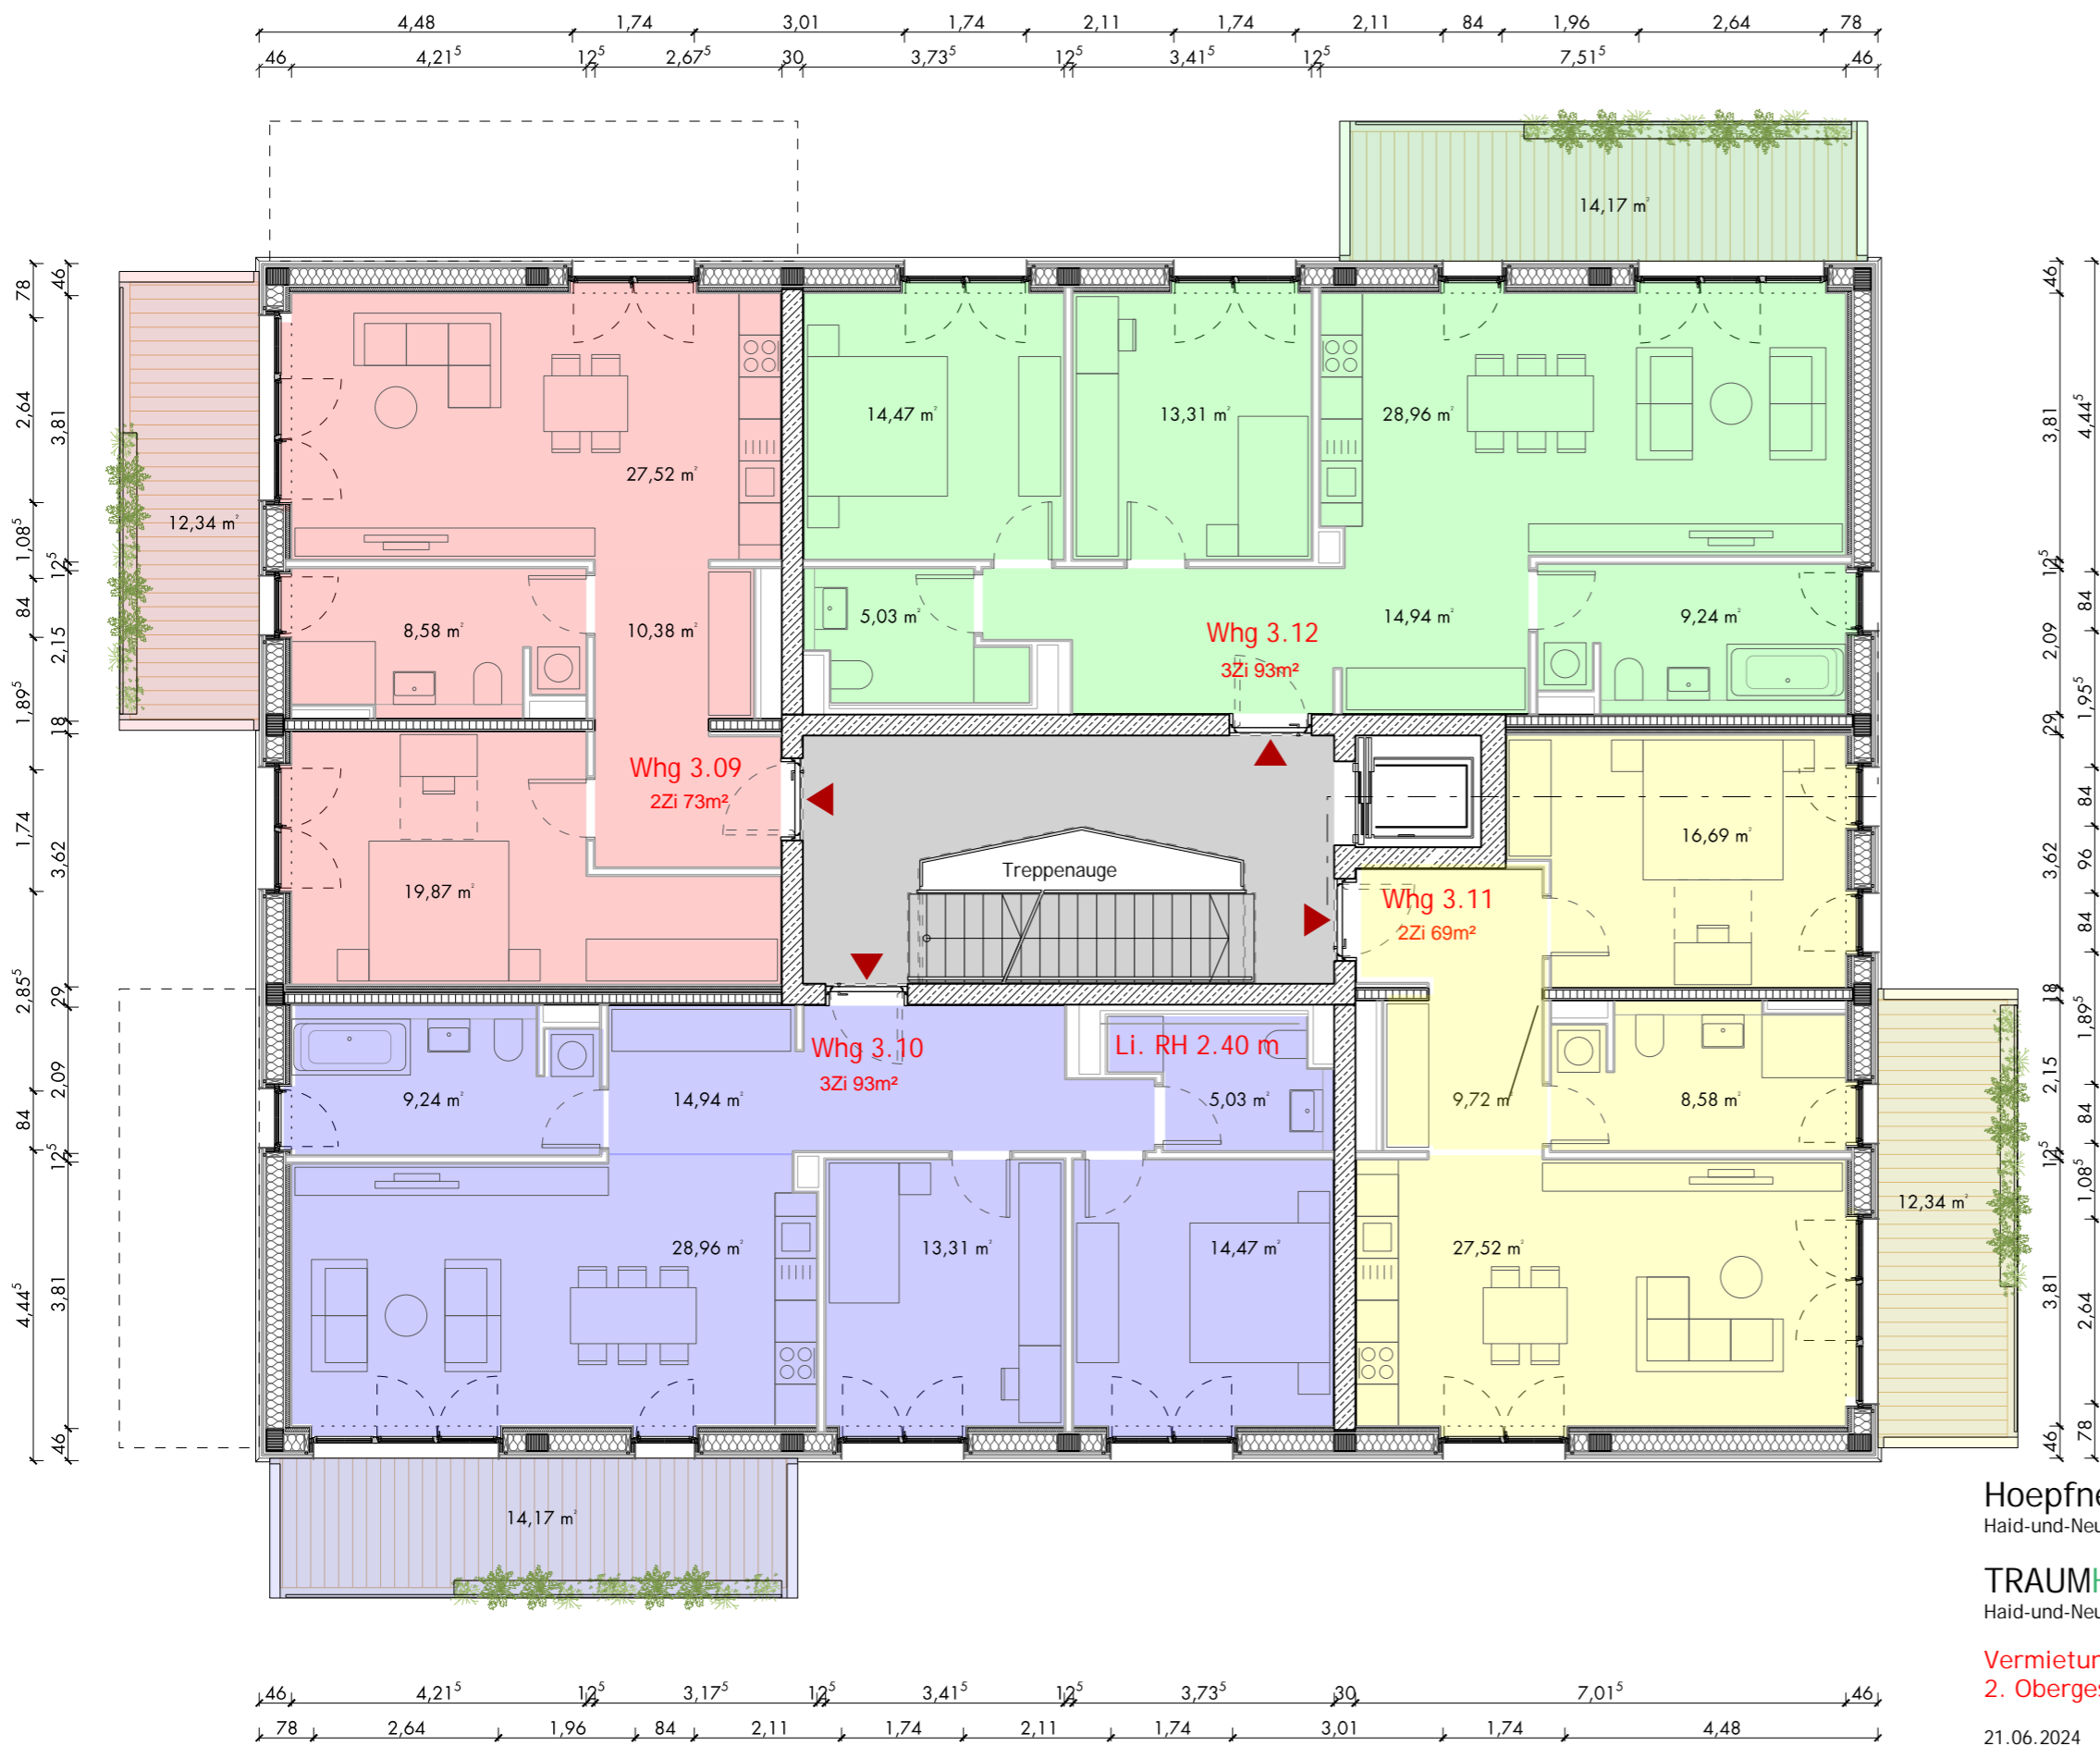 4,48 1,74 3,01 1,74 2,11 1,74 2,11 84 1,96 2,64 78
46 4,21⁵ 12⁵ 2,67⁵ 30 3,73⁵ 12⁵ 3,41⁵ 12⁵ 7,51⁵ 46
14,17 m²
78 2,64 1,08⁵ 84 1,89⁵ 1,74 2,85⁵ 84 4,44⁵
46 3,81 12⁵ 2,15 18 3,62 29 2,09 12⁵ 3,81 46
12,34 m²
27,52 m²
8,58 m²
10,38 m²
Whg 3.09
2Zi 73m²
19,87 m²
14,47 m²
13,31 m²
28,96 m²
5,03 m²
Whg 3.12
3Zi 93m²
14,94 m²
9,24 m²
Treppenauge
16,69 m²
Whg 3.11
2Zi 69m²
9,72 m²
8,58 m²
27,52 m²
12,34 m²
Whg 3.10
3Zi 93m²
Li. RH 2.40 m
9,24 m²
14,94 m²
5,03 m²
28,96 m²
13,31 m²
14,47 m²
14,17 m²
46 3,81 12⁵ 2,09 29 3,62 18 2,15 12⁵ 3,81 46
4,44⁵ 84 1,95⁵ 84 96 84 1,89⁵ 84 1,08⁵ 2,64 78
46 4,21⁵ 12⁵ 3,17⁵ 12⁵ 3,41⁵ 12⁵ 3,73⁵ 30 7,01⁵ 46
78 2,64 1,96 84 2,11 1,74 2,11 1,74 3,01 1,74 4,48
Hoepfne
Haid-und-Neu
TRAUMH
Haid-und-Neu
Vermietun
2. Oberges
21.06.2024